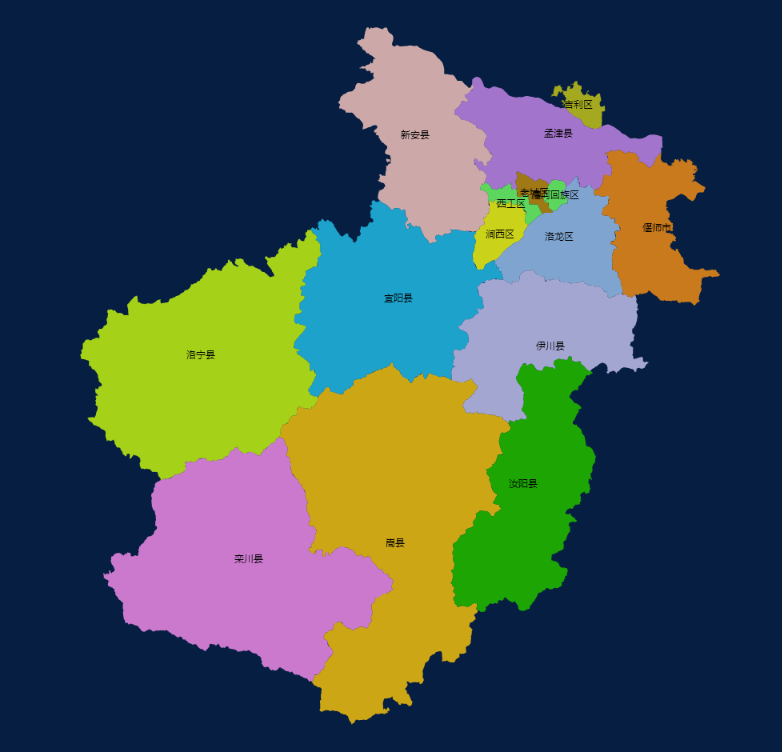 吉利区
新安县
孟津县
老城区
瀍河回族区
西工区
偃师市
涧西区
洛龙区
宜阳县
伊川县
洛宁县
汝阳县
嵩县
栾川县